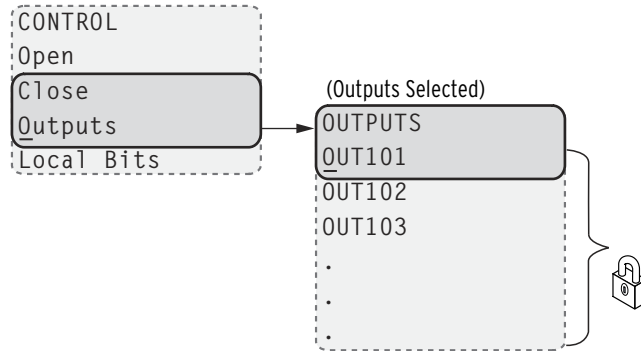 CONTROL
Open
Close
Outputs
Local Bits
(Outputs Selected)
OUTPUTS
OUT101
OUT102
OUT103
.
.
.